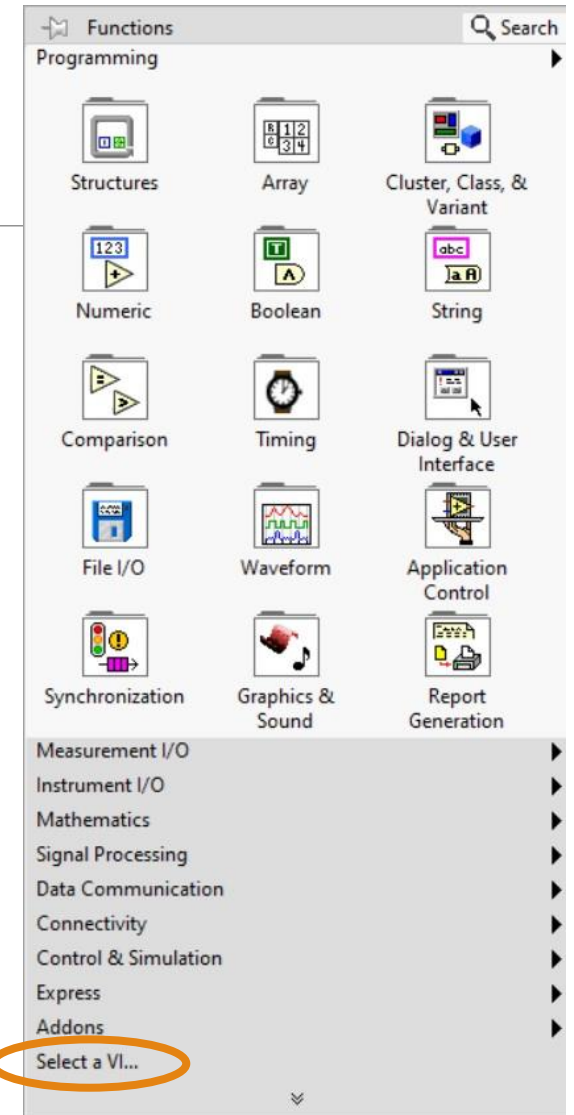 Functions
Search
Programming
Structures
Array
Cluster, Class, &
Variant
Numeric
Boolean
String
Comparison
Timing
Dialog & User
Interface
File I/O
Waveform
Application
Control
Synchronization
Graphics &
Sound
Report
Generation
Measurement I/O
Instrument I/O
Mathematics
Signal Processing
Data Communication
Connectivity
Control & Simulation
Express
Addons
Select a VI...